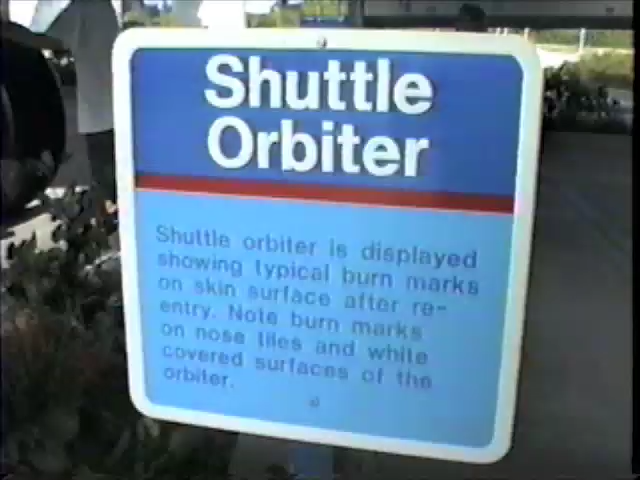 Shuttle
Orbiter
Shuttle orbiter is displayed
showing typical burn marks
on skin surface after re-
entry. Note burn marks
on nose tiles and white
covered surfaces of the
orbiter.